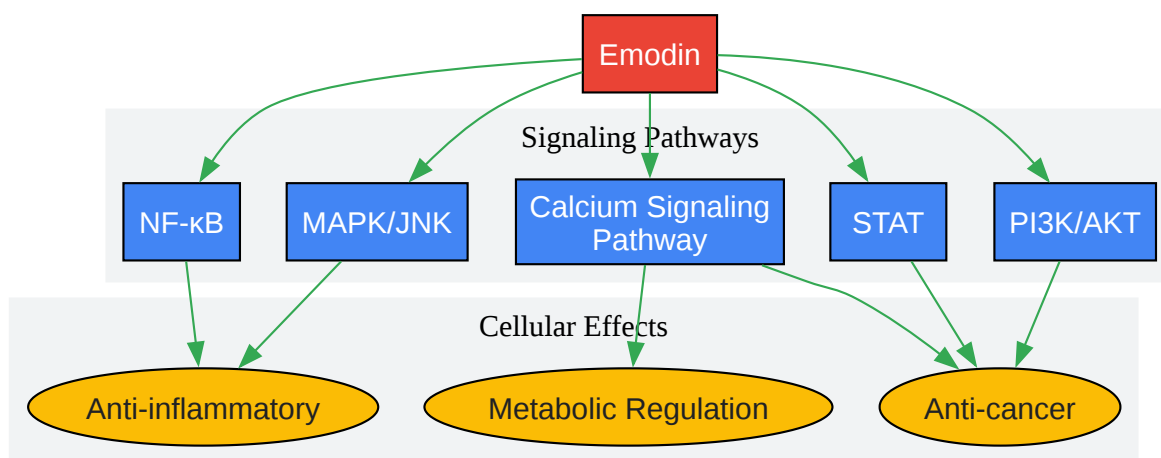 Emodin
Signaling Pathways
NF-κB
MAPK/JNK
Calcium Signaling
Pathway
STAT
PI3K/AKT
Cellular Effects
Anti-inflammatory
Metabolic Regulation
Anti-cancer